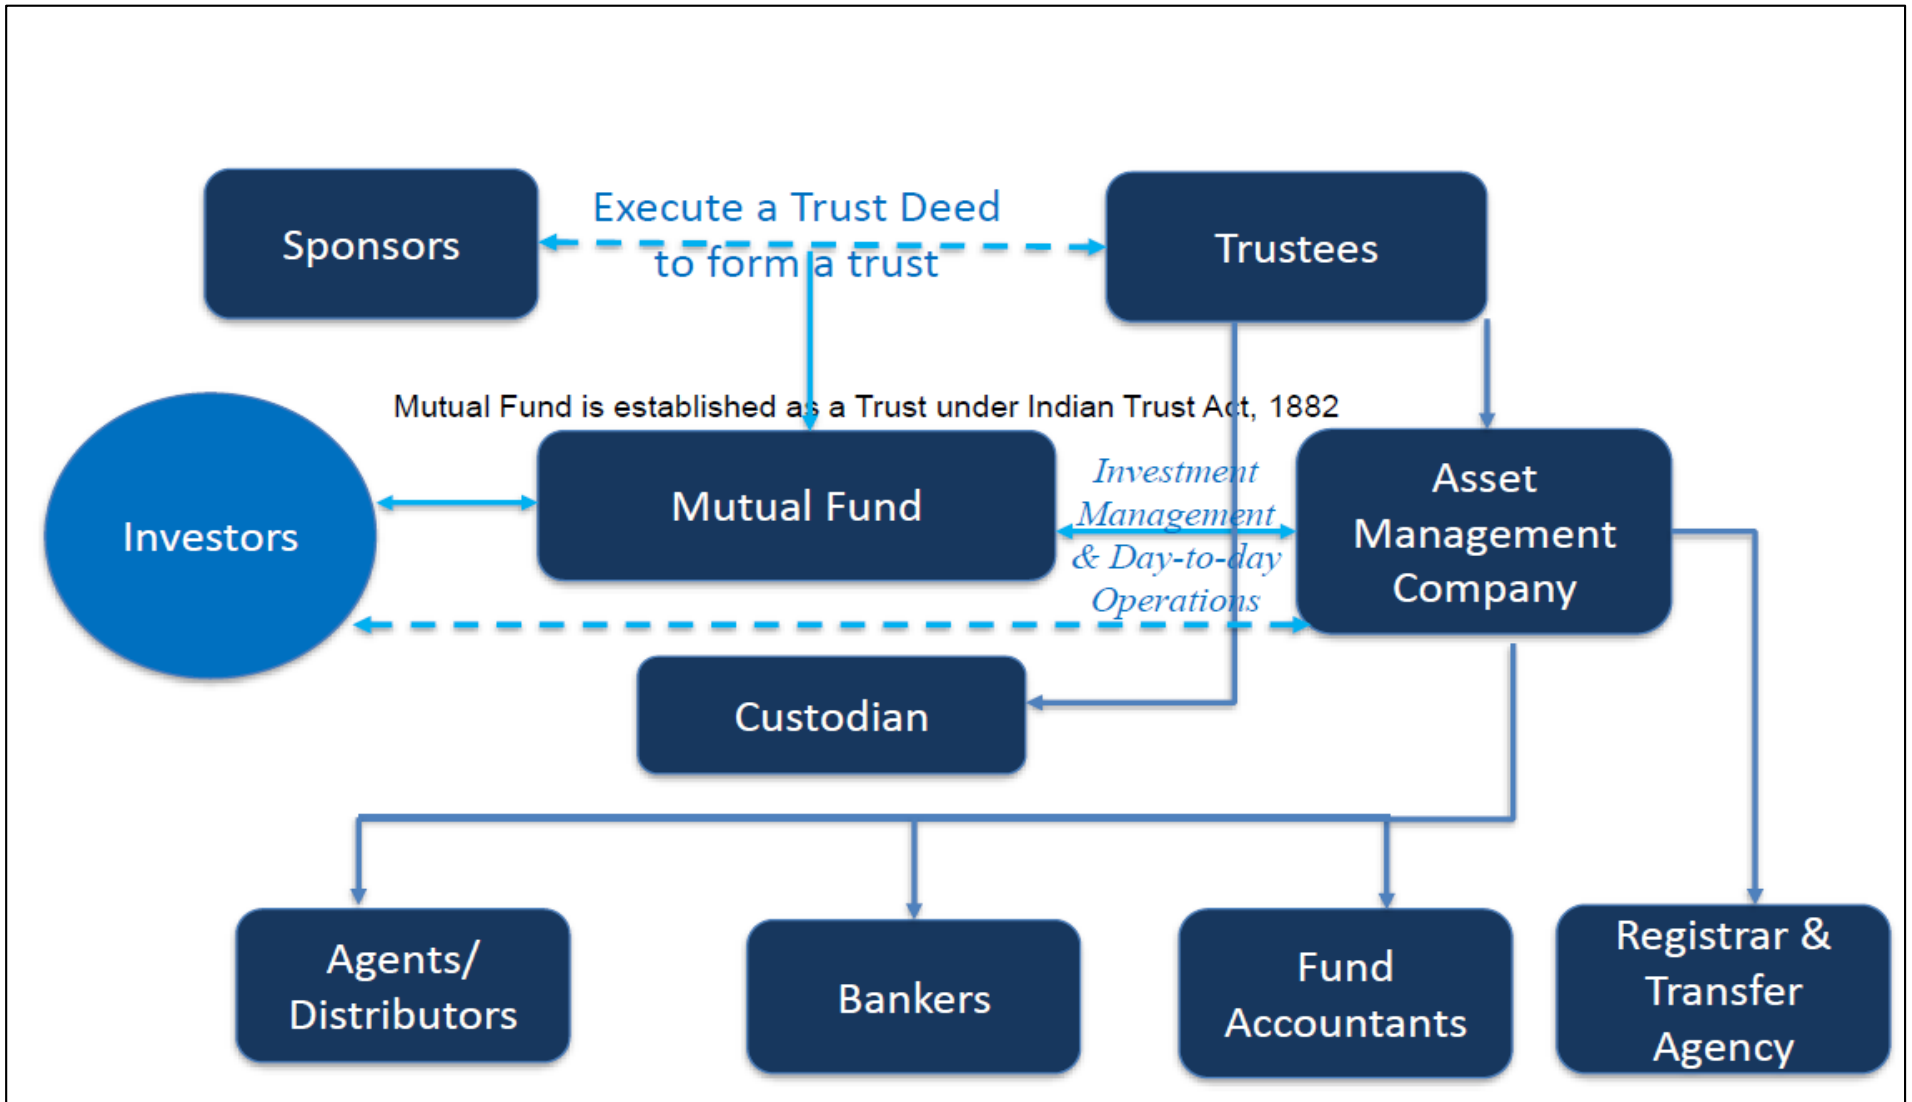 Sponsors
Execute a Trust Deed
to form a trust
Trustees
Mutual Fund is established as a Trust under Indian Trust Act, 1882
Investors
Mutual Fund
Investment
Management
& Day-to-day
Operations
Asset
Management
Company
Custodian
Agents/
Distributors
Bankers
Fund
Accountants
Registrar &
Transfer
Agency